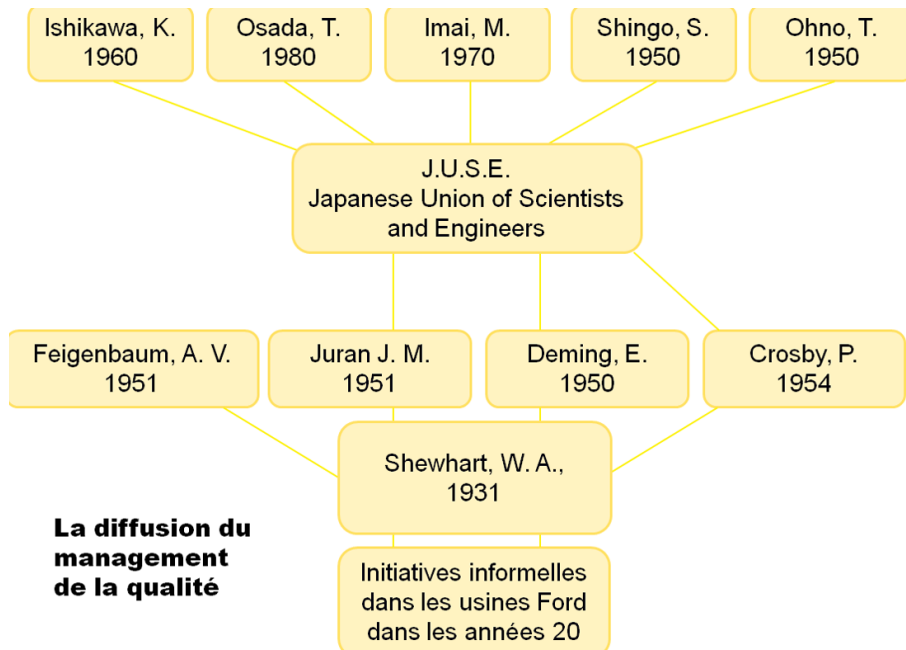 Ishikawa, K.
1960
Osada, T.
1980
Imai, M.
1970
Shingo, S.
1950
Ohno, T.
1950
J.U.S.E.
Japanese Union of Scientists
and Engineers
Feigenbaum, A. V.
1951
Juran J. M.
1951
Deming, E.
1950
Crosby, P.
1954
Shewhart, W. A.,
1931
La diffusion du
management
de la qualité
Initiatives informelles
dans les usines Ford
dans les années 20